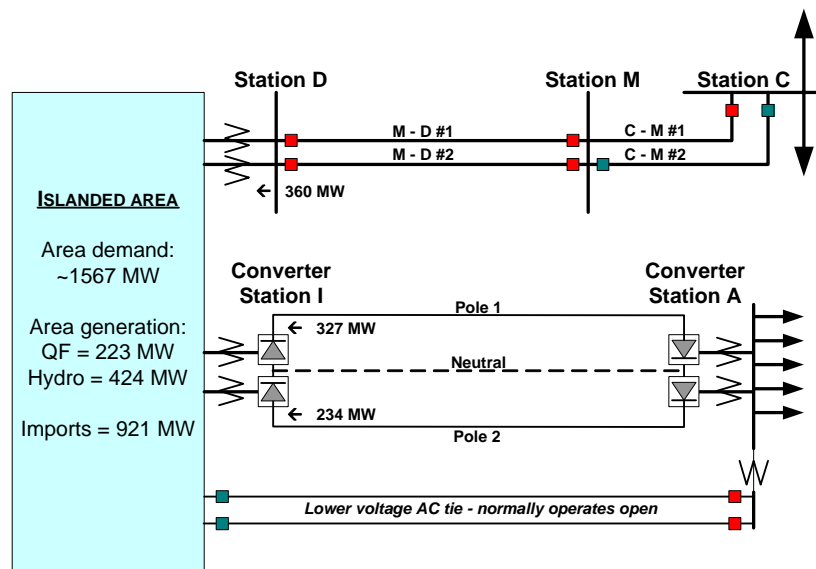 Station D
Station M
Station C
M - D #1
C - M #1
M - D #2
C - M #2
← 360 MW
ISLANDED AREA
Area demand:
~1567 MW
Area generation:
QF = 223 MW
Hydro = 424 MW
Imports = 921 MW
Converter
Station I
Converter
Station A
Pole 1
← 327 MW
Neutral
← 234 MW
Pole 2
Lower voltage AC tie - normally operates open